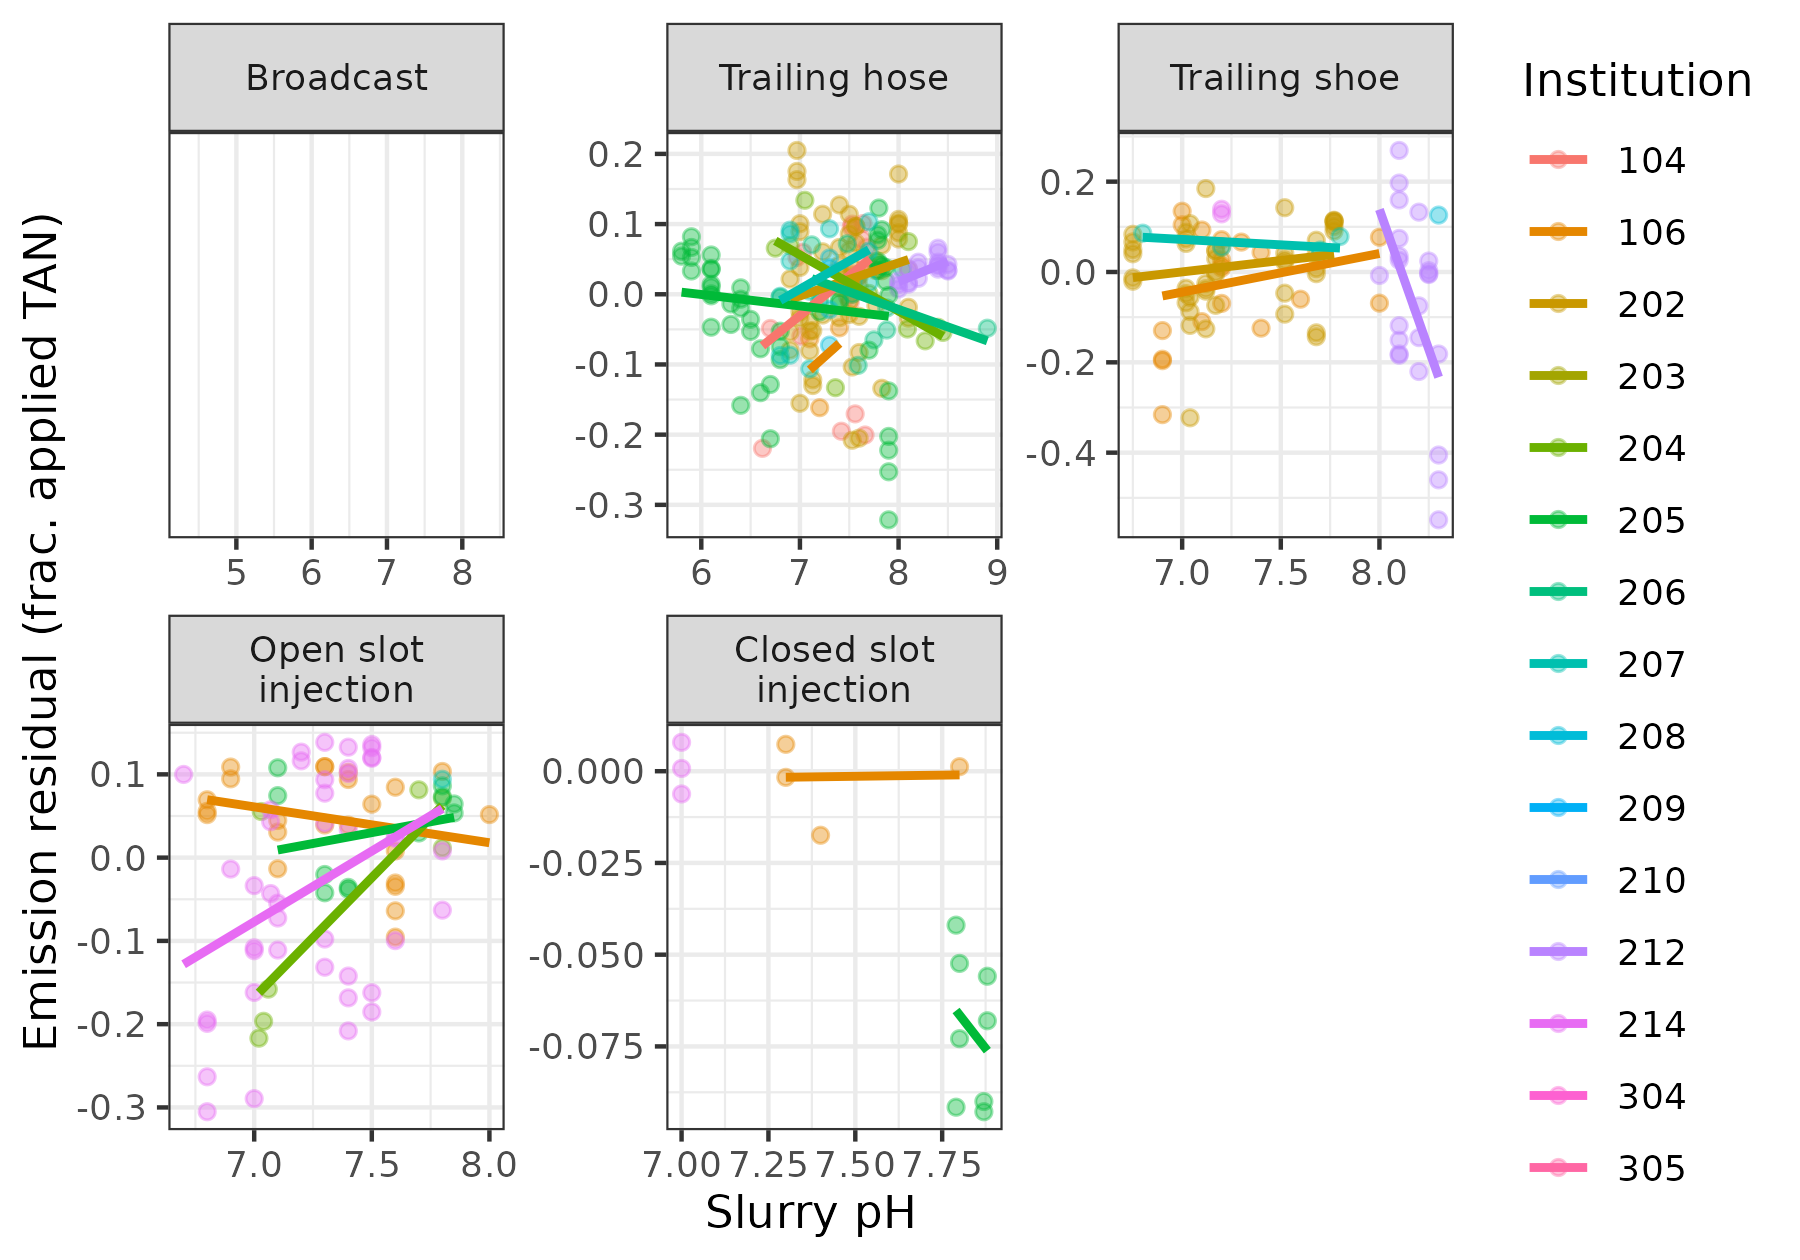 Broadcast
Trailing hose
Trailing shoe
0.2
0.1
0.0
-0.1
-0.2
-0.3
0.2
0.0
-0.2
-0.4
5 6 7 8
6 7 8 9
7.0 7.5 8.0
Open slot
injection
Closed slot
injection
0.1
0.0
-0.1
-0.2
-0.3
0.000
-0.025
-0.050
-0.075
7.0 7.5 8.0
7.00 7.25 7.50 7.75
Slurry pH
Emission residual (frac. applied TAN)
Institution
104
106
202
203
204
205
206
207
208
209
210
212
214
304
305